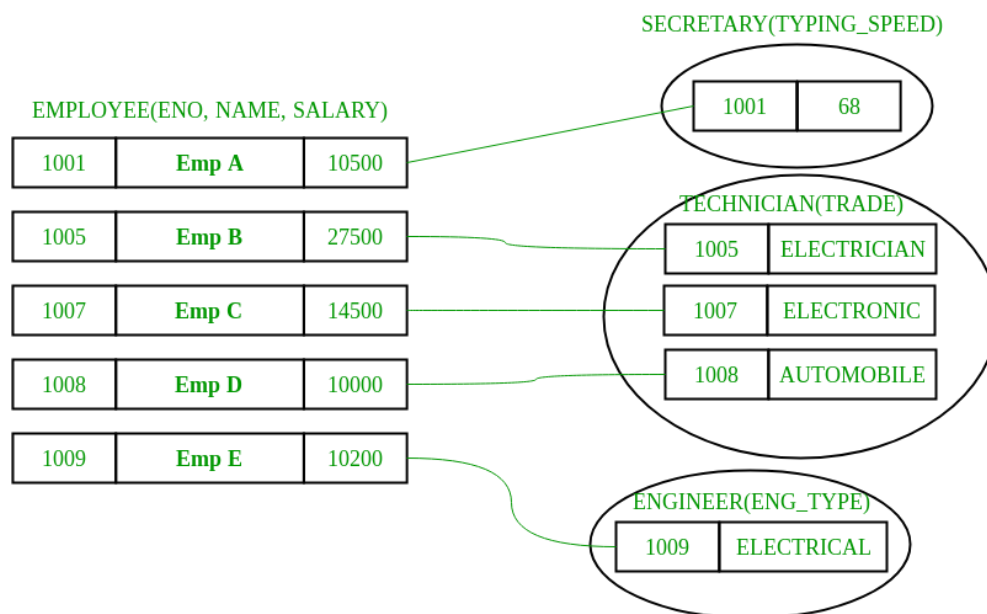 SECRETARY(TYPING_SPEED)
1001 68
EMPLOYEE(ENO, NAME, SALARY)
1001 Emp A 10500
1005 Emp B 27500
1007 Emp C 14500
1008 Emp D 10000
1009 Emp E 10200
TECHNICIAN(TRADE)
1005 ELECTRICIAN
1007 ELECTRONIC
1008 AUTOMOBILE
ENGINEER(ENG_TYPE)
1009 ELECTRICAL